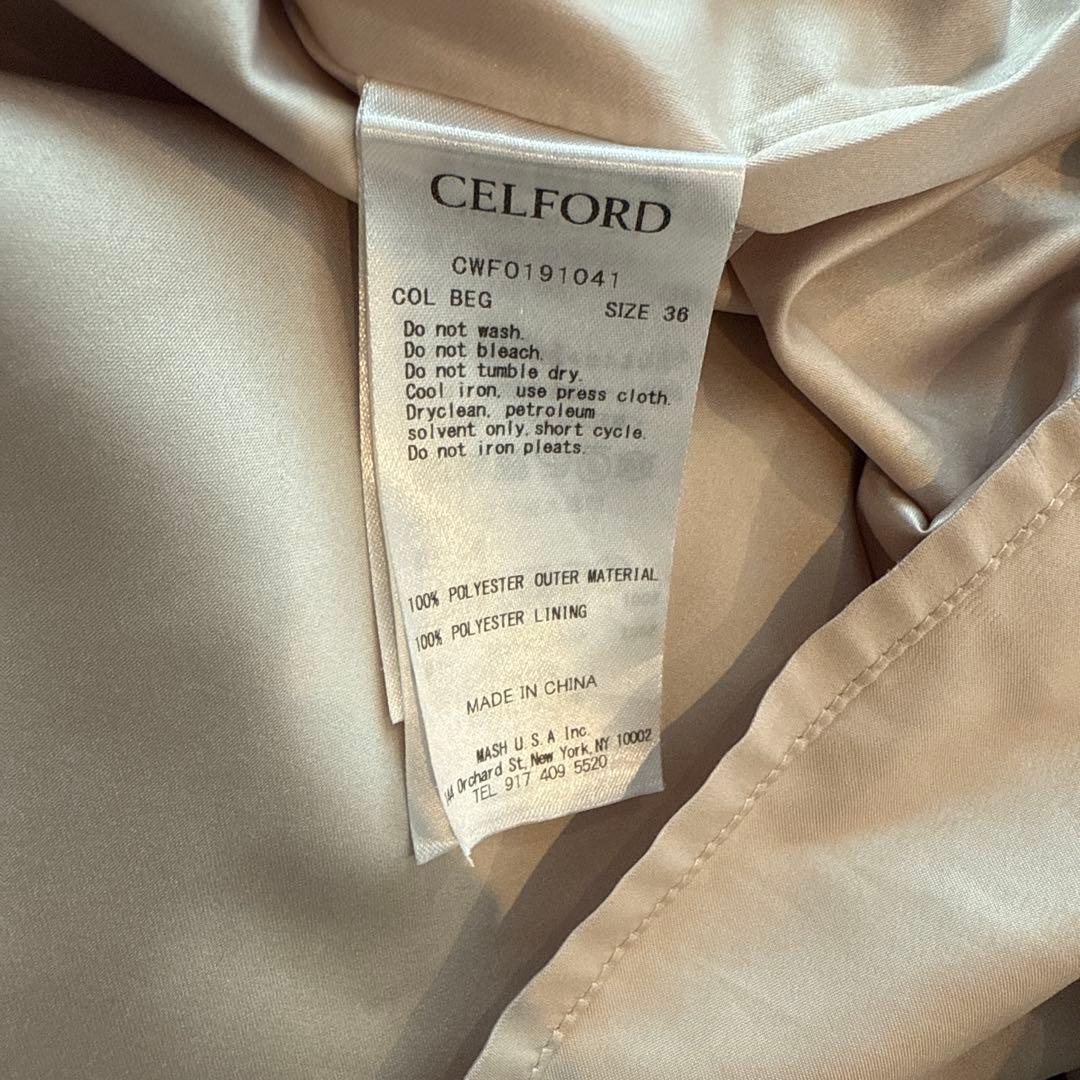 CELFORD
CWFO191041
COL BEG SIZE 36
Do not wash.
Do not bleach.
Do not tumble dry.
Cool iron, use press cloth.
Dryclean, petroleum
solvent only, short cycle.
Do not iron pleats.
100% POLYESTER OUTER MATERIAL
100% POLYESTER LINING
MADE IN CHINA
MASH U.S.A Inc.
Orchard St, New York, NY 10002
TEL 917 409 5520